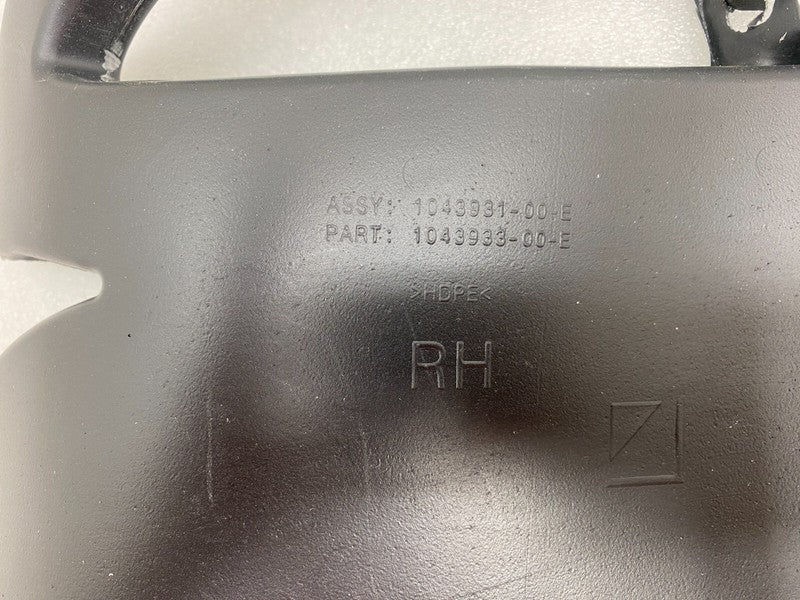 ASSY: 1043931-00-E
PART: 1043933-00-E
>HDPE<
RH